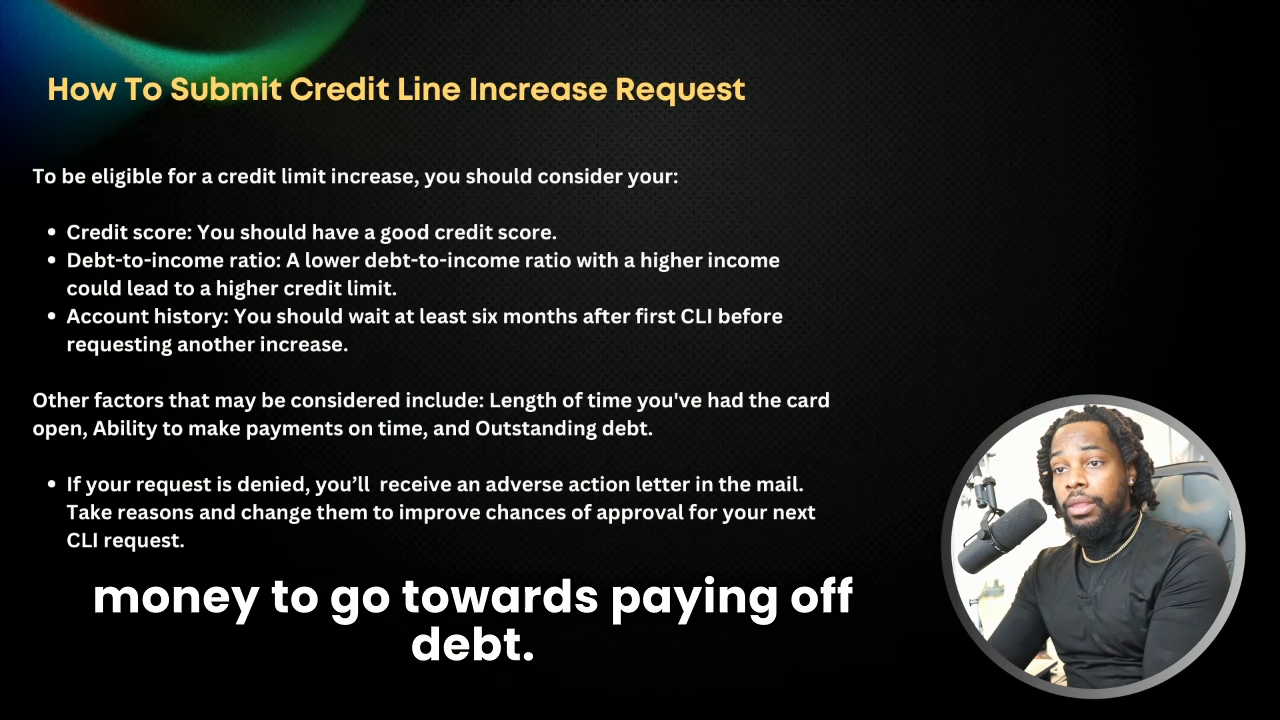 How To Submit Credit Line Increase Request
To be eligible for a credit limit increase, you should consider your:
• Credit score: You should have a good credit score.
• Debt-to-income ratio: A lower debt-to-income ratio with a higher income
could lead to a higher credit limit.
• Account history: You should wait at least six months after first CLI before
requesting another increase.
Other factors that may be considered include: Length of time you've had the card
open, Ability to make payments on time, and Outstanding debt.
• If your request is denied, you’ll  receive an adverse action letter in the mail.
Take reasons and change them to improve chances of approval for your next
CLI request.
money to go towards paying off
debt.